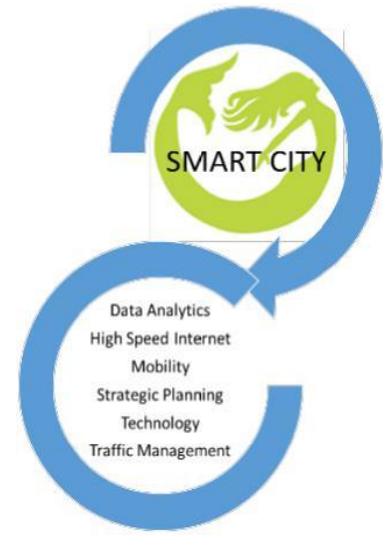 SMART CITY
Data Analytics
High Speed Internet
Mobility
Strategic Planning
Technology
Traffic Management